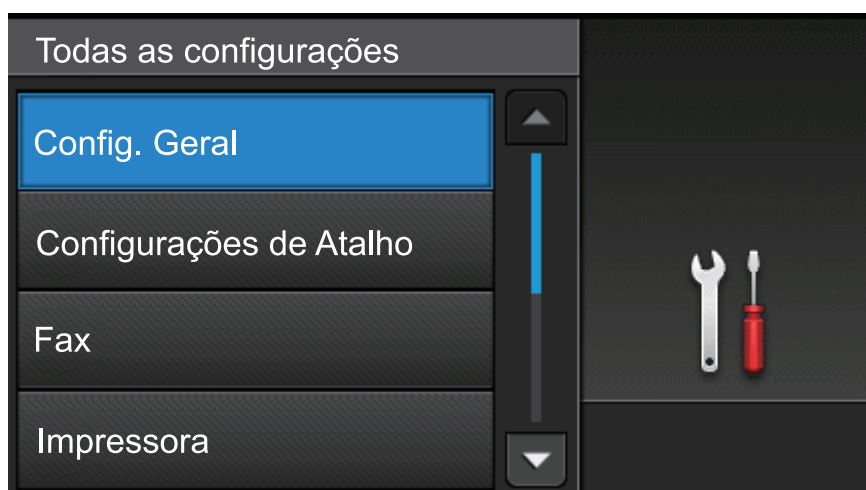 Todas as configurações
Config. Geral
Configurações de Atalho
Fax
Impressora